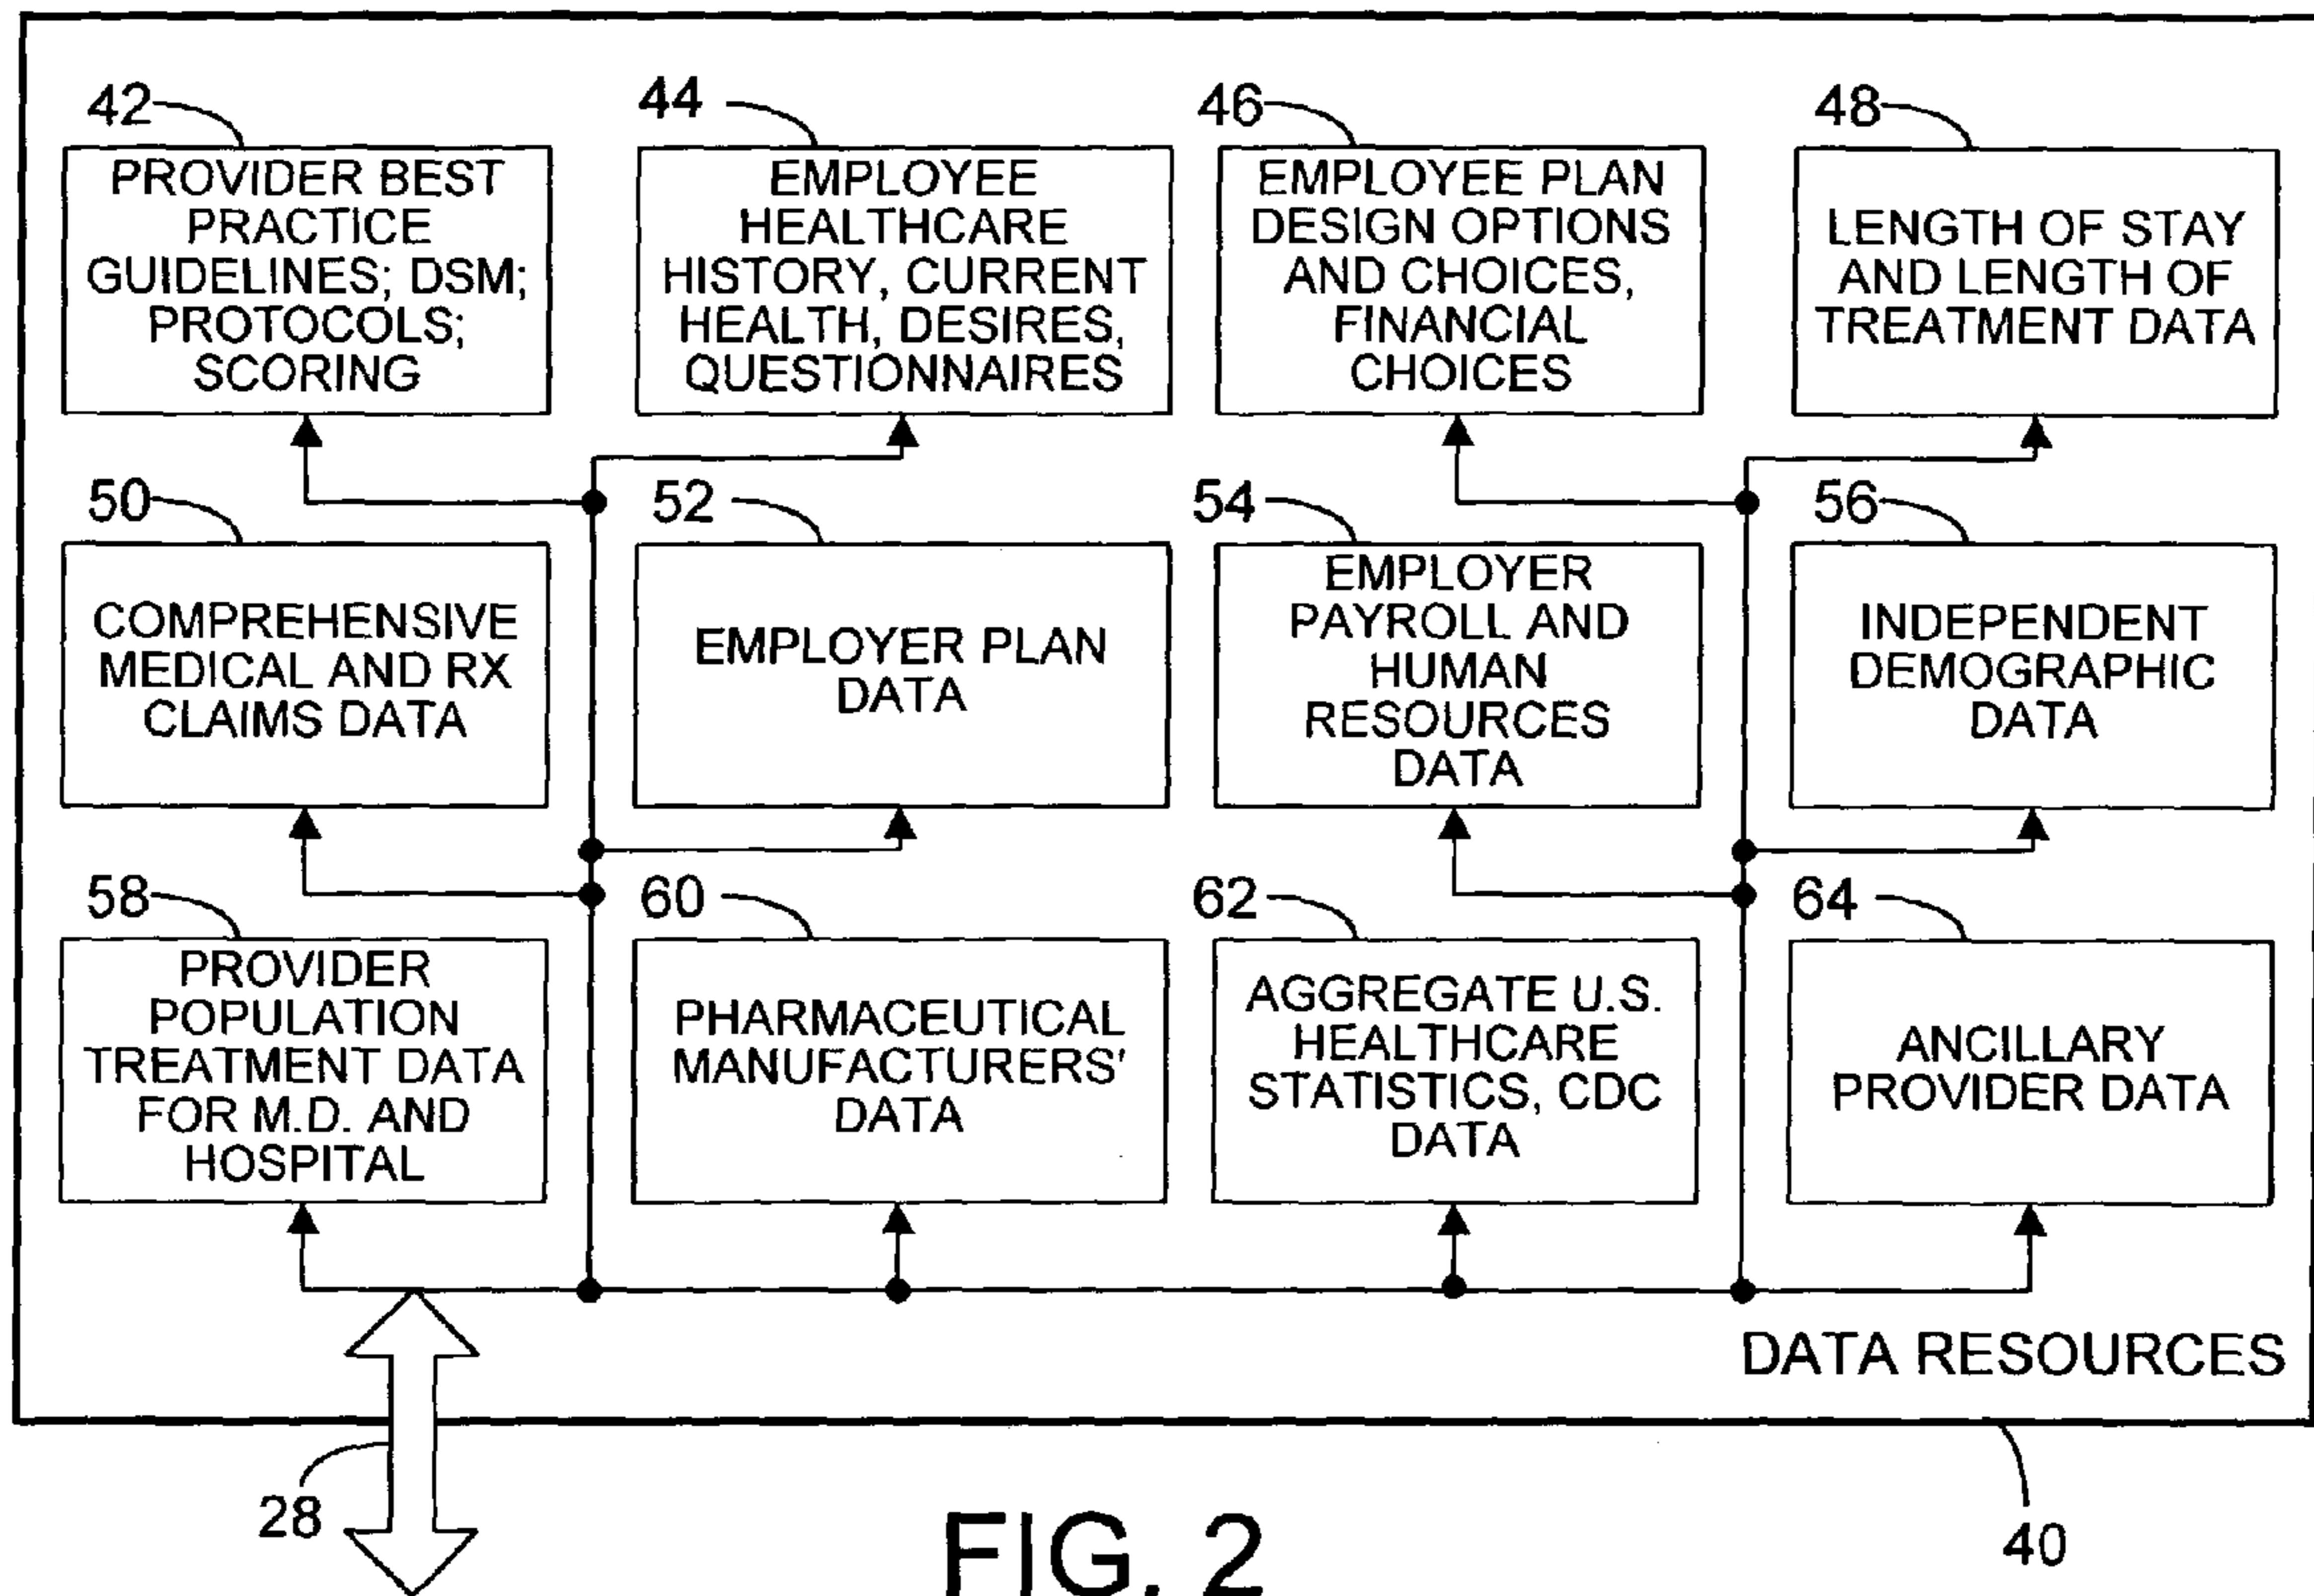 42
PROVIDER BEST
PRACTICE
GUIDELINES; DSM;
PROTOCOLS;
SCORING
44
EMPLOYEE
HEALTHCARE
HISTORY, CURRENT
HEALTH, DESIRES,
QUESTIONNAIRES
46
EMPLOYEE PLAN
DESIGN OPTIONS
AND CHOICES,
FINANCIAL
CHOICES
48
LENGTH OF STAY
AND LENGTH OF
TREATMENT DATA
50
COMPREHENSIVE
MEDICAL AND RX
CLAIMS DATA
52
EMPLOYER PLAN
DATA
54
EMPLOYER
PAYROLL AND
HUMAN
RESOURCES
DATA
56
INDEPENDENT
DEMOGRAPHIC
DATA
58
PROVIDER
POPULATION
TREATMENT DATA
FOR M.D. AND
HOSPITAL
60
PHARMACEUTICAL
MANUFACTURERS'
DATA
62
AGGREGATE U.S.
HEALTHCARE
STATISTICS, CDC
DATA
64
ANCILLARY
PROVIDER DATA
DATA RESOURCES
28
40
FIG. 2